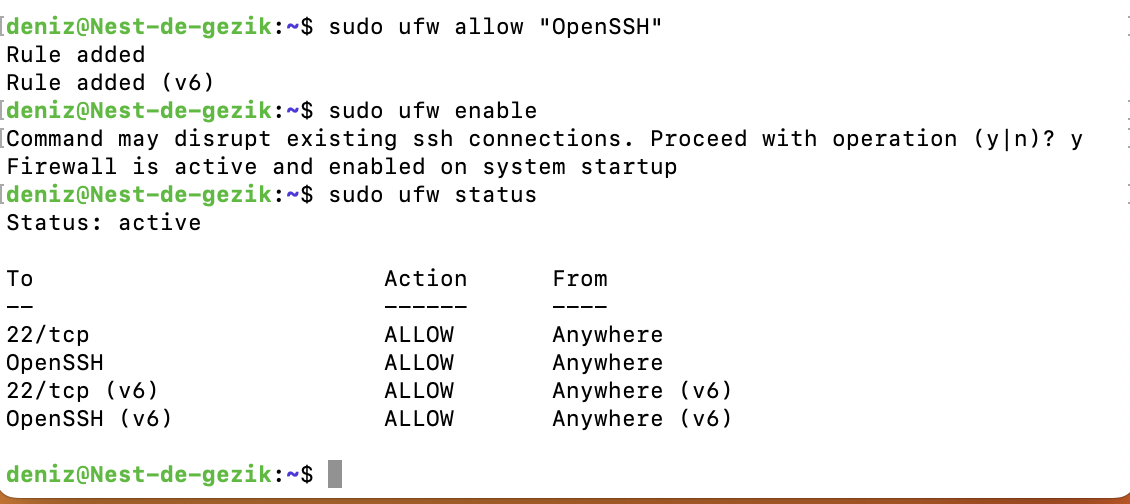 deniz@Nest-de-gezik:~$ sudo ufw allow "OpenSSH"
Rule added
Rule added (v6)
deniz@Nest-de-gezik:~$ sudo ufw enable
Command may disrupt existing ssh connections. Proceed with operation (y|n)? y
Firewall is active and enabled on system startup
deniz@Nest-de-gezik:~$ sudo ufw status
Status: active
To                         Action      From
--                         ------      ----
22/tcp                     ALLOW       Anywhere
OpenSSH                    ALLOW       Anywhere
22/tcp (v6)                ALLOW       Anywhere (v6)
OpenSSH (v6)               ALLOW       Anywhere (v6)
deniz@Nest-de-gezik:~$